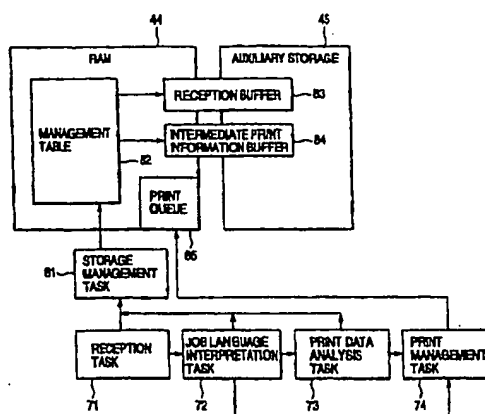 44
45
RAM
AUXILIARY STORAGE
RECEPTION BUFFER
83
MANAGEMENT
TABLE
82
INTERMEDIATE PRINT
INFORMATION BUFFER
84
PRINT
QUEUE
85
81
STORAGE
MANAGEMENT
TASK
RECEPTION
TASK
JOB LANGUAGE
INTERPRETATION
TASK
PRINT DATA
ANALYSIS
TASK
PRINT
MANAGEMENT
TASK
71
72
73
74